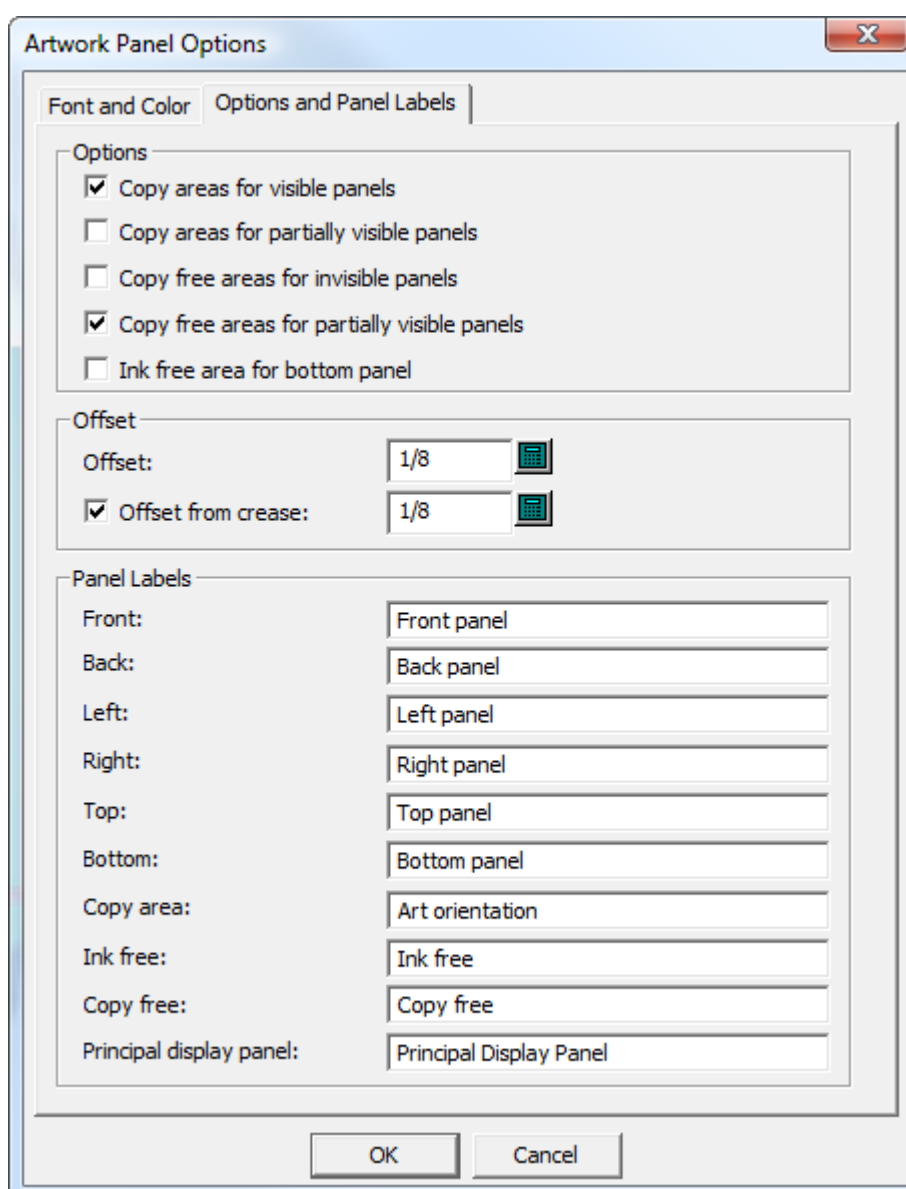 Artwork Panel Options
Font and Color Options and Panel Labels
Options
Copy areas for visible panels
Copy areas for partially visible panels
Copy free areas for invisible panels
Copy free areas for partially visible panels
Ink free area for bottom panel
Offset
Offset: 1/8
Offset from crease: 1/8
Panel Labels
Front: Front panel
Back: Back panel
Left: Left panel
Right: Right panel
Top: Top panel
Bottom: Bottom panel
Copy area: Art orientation
Ink free: Ink free
Copy free: Copy free
Principal display panel: Principal Display Panel
OK Cancel